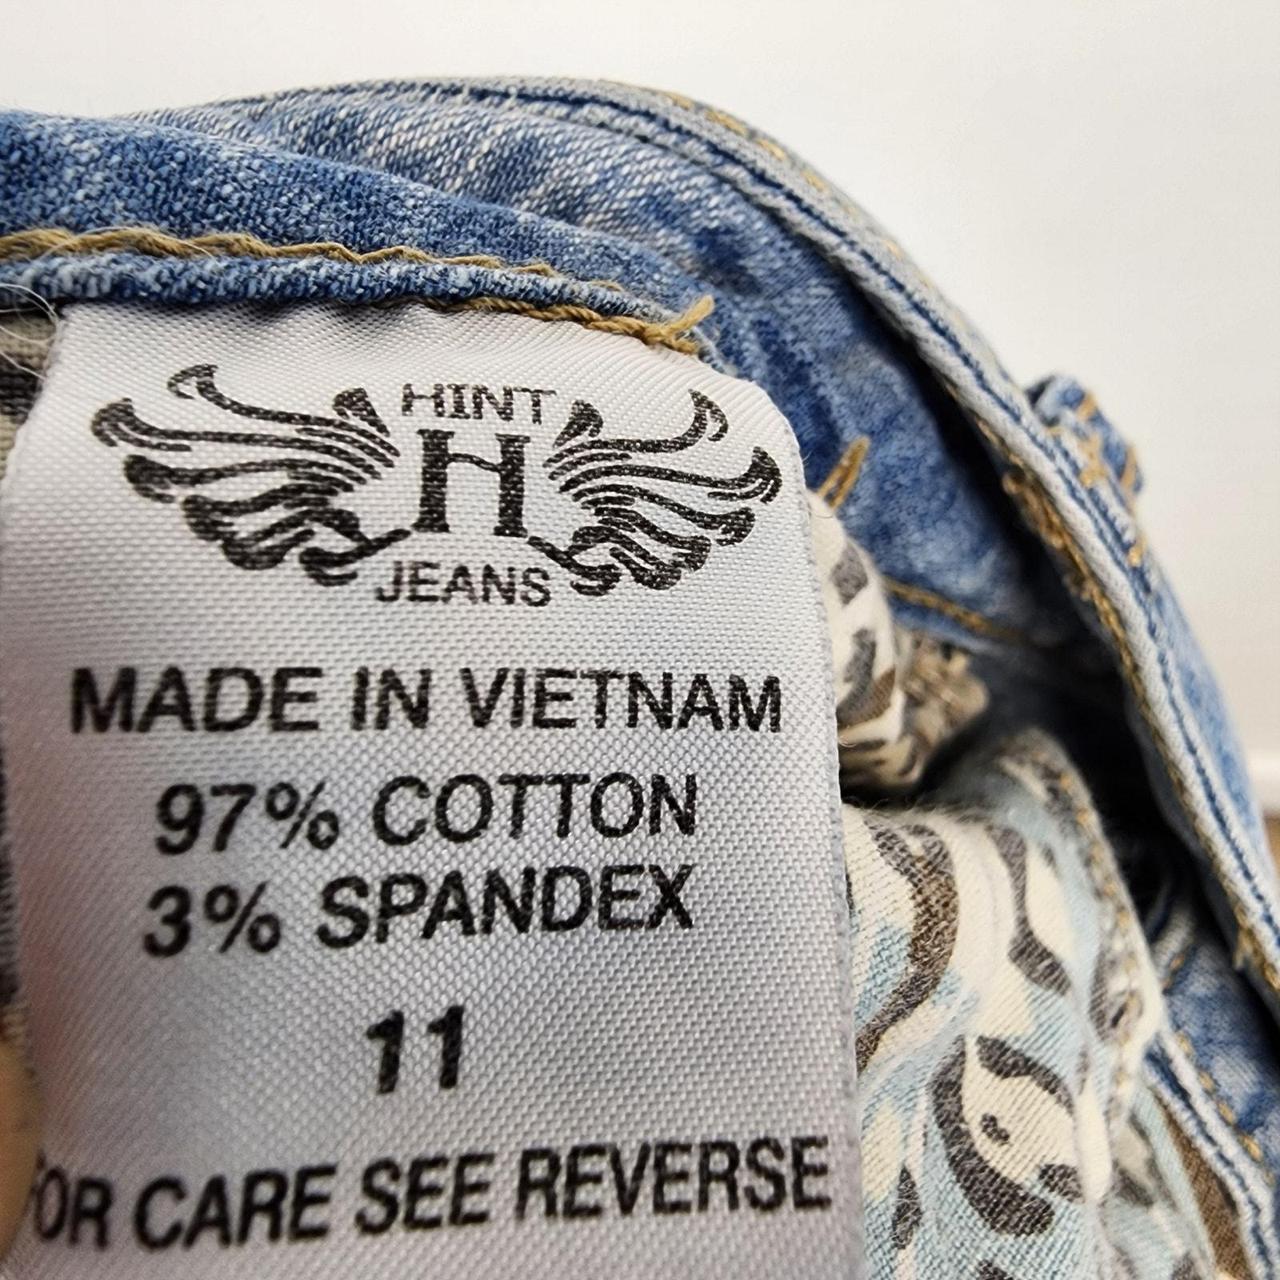 HINT
H
JEANS
MADE IN VIETNAM
97% COTTON
3% SPANDEX
11
FOR CARE SEE REVERSE